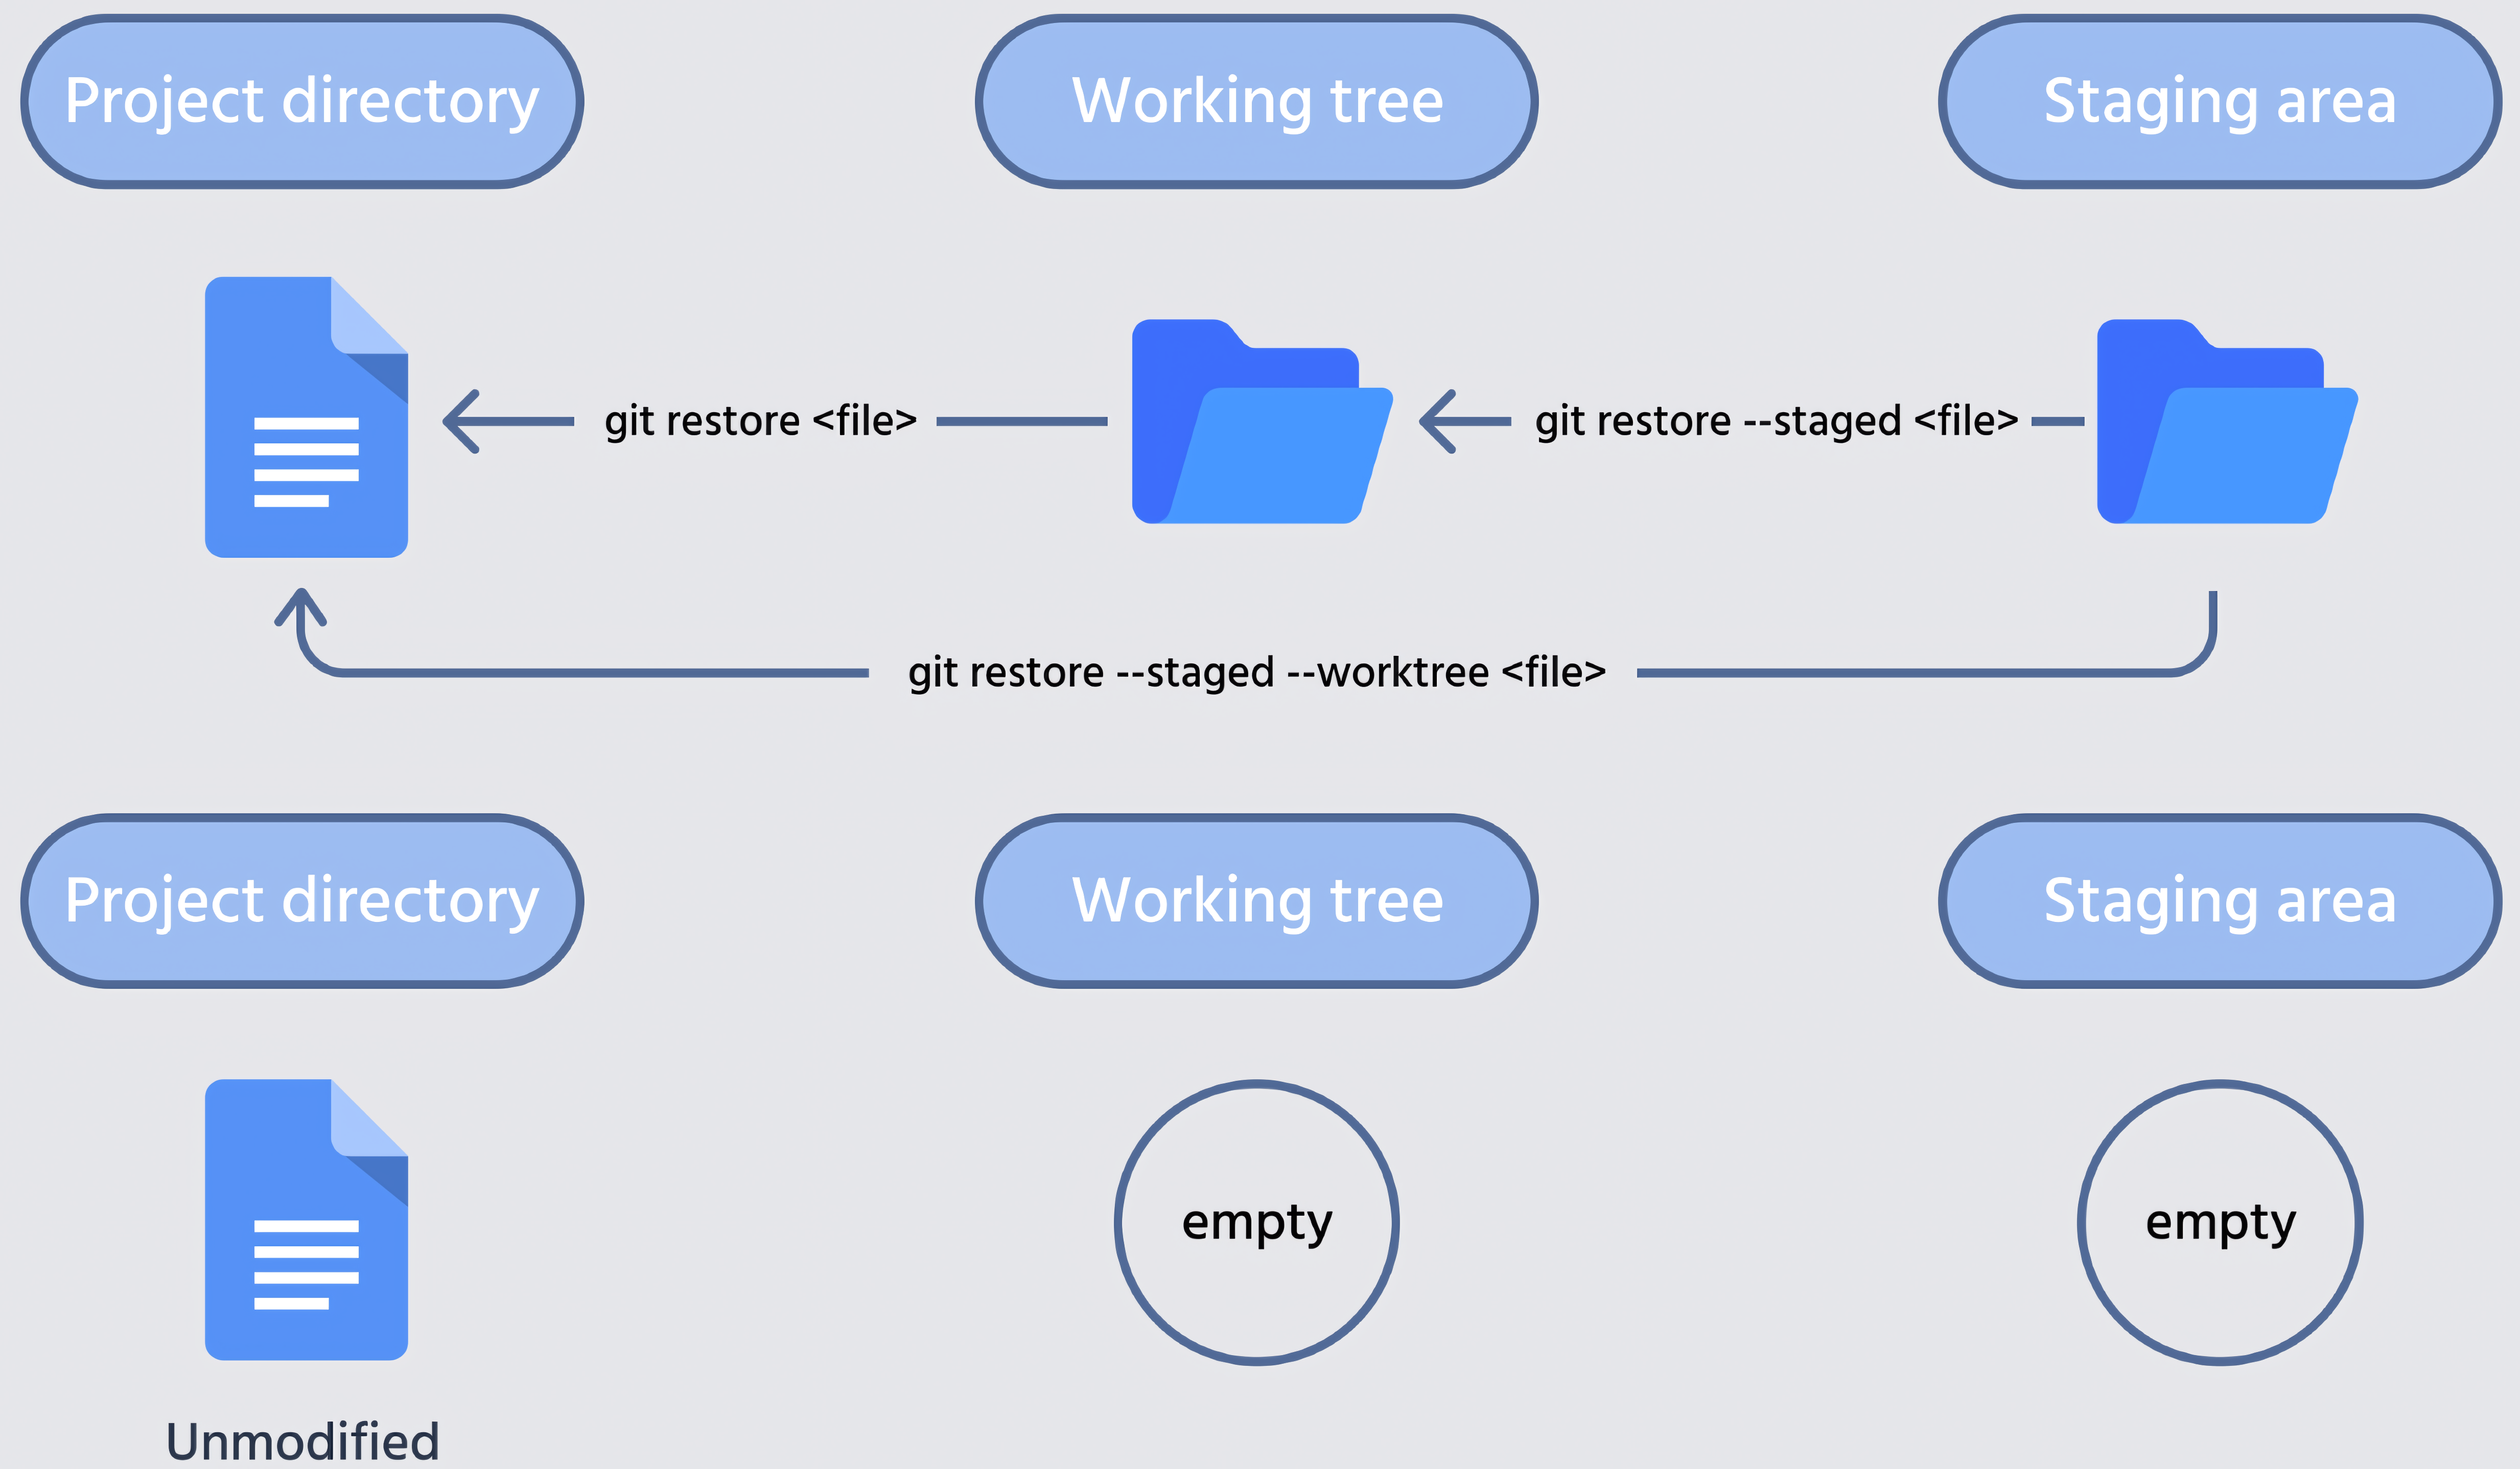 Project directory
Working tree
Staging area
git restore <file>
git restore --staged <file>
git restore --staged --worktree <file>
Project directory
Working tree
Staging area
empty
empty
Unmodified